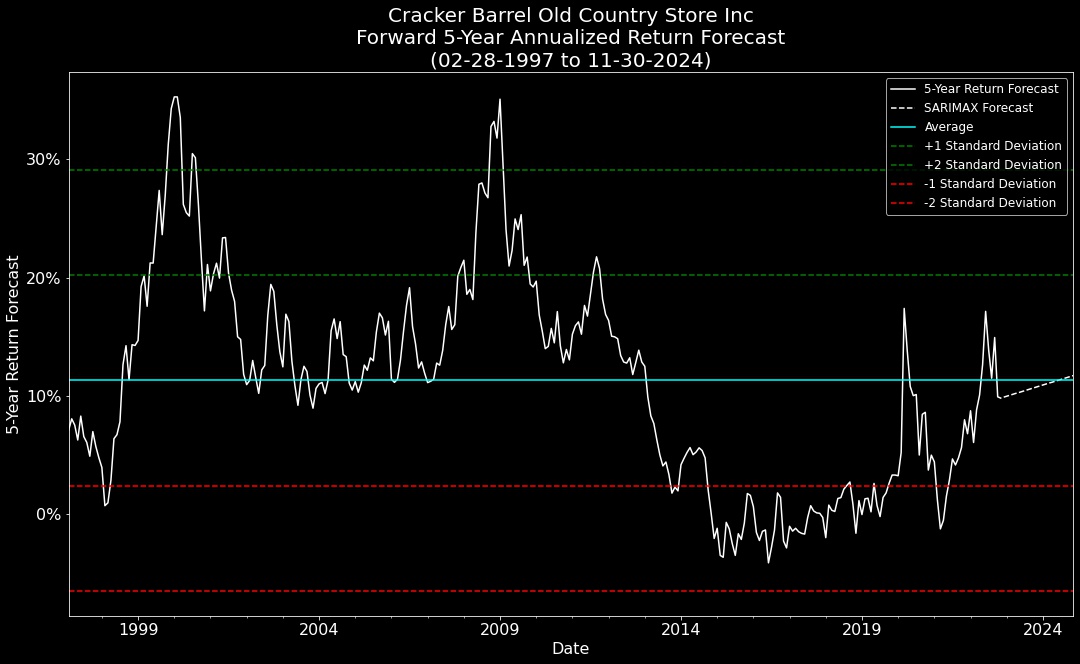 Cracker Barrel Old Country Store Inc
Forward 5-Year Annualized Return Forecast
(02-28-1997 to 11-30-2024)
5-Year Return Forecast
SARIMAX Forecast
Average
+1 Standard Deviation
+2 Standard Deviation
-1 Standard Deviation
-2 Standard Deviation
30%
20%
10%
0%
5-Year Return Forecast
1999
2004
2009
2014
2019
2024
Date